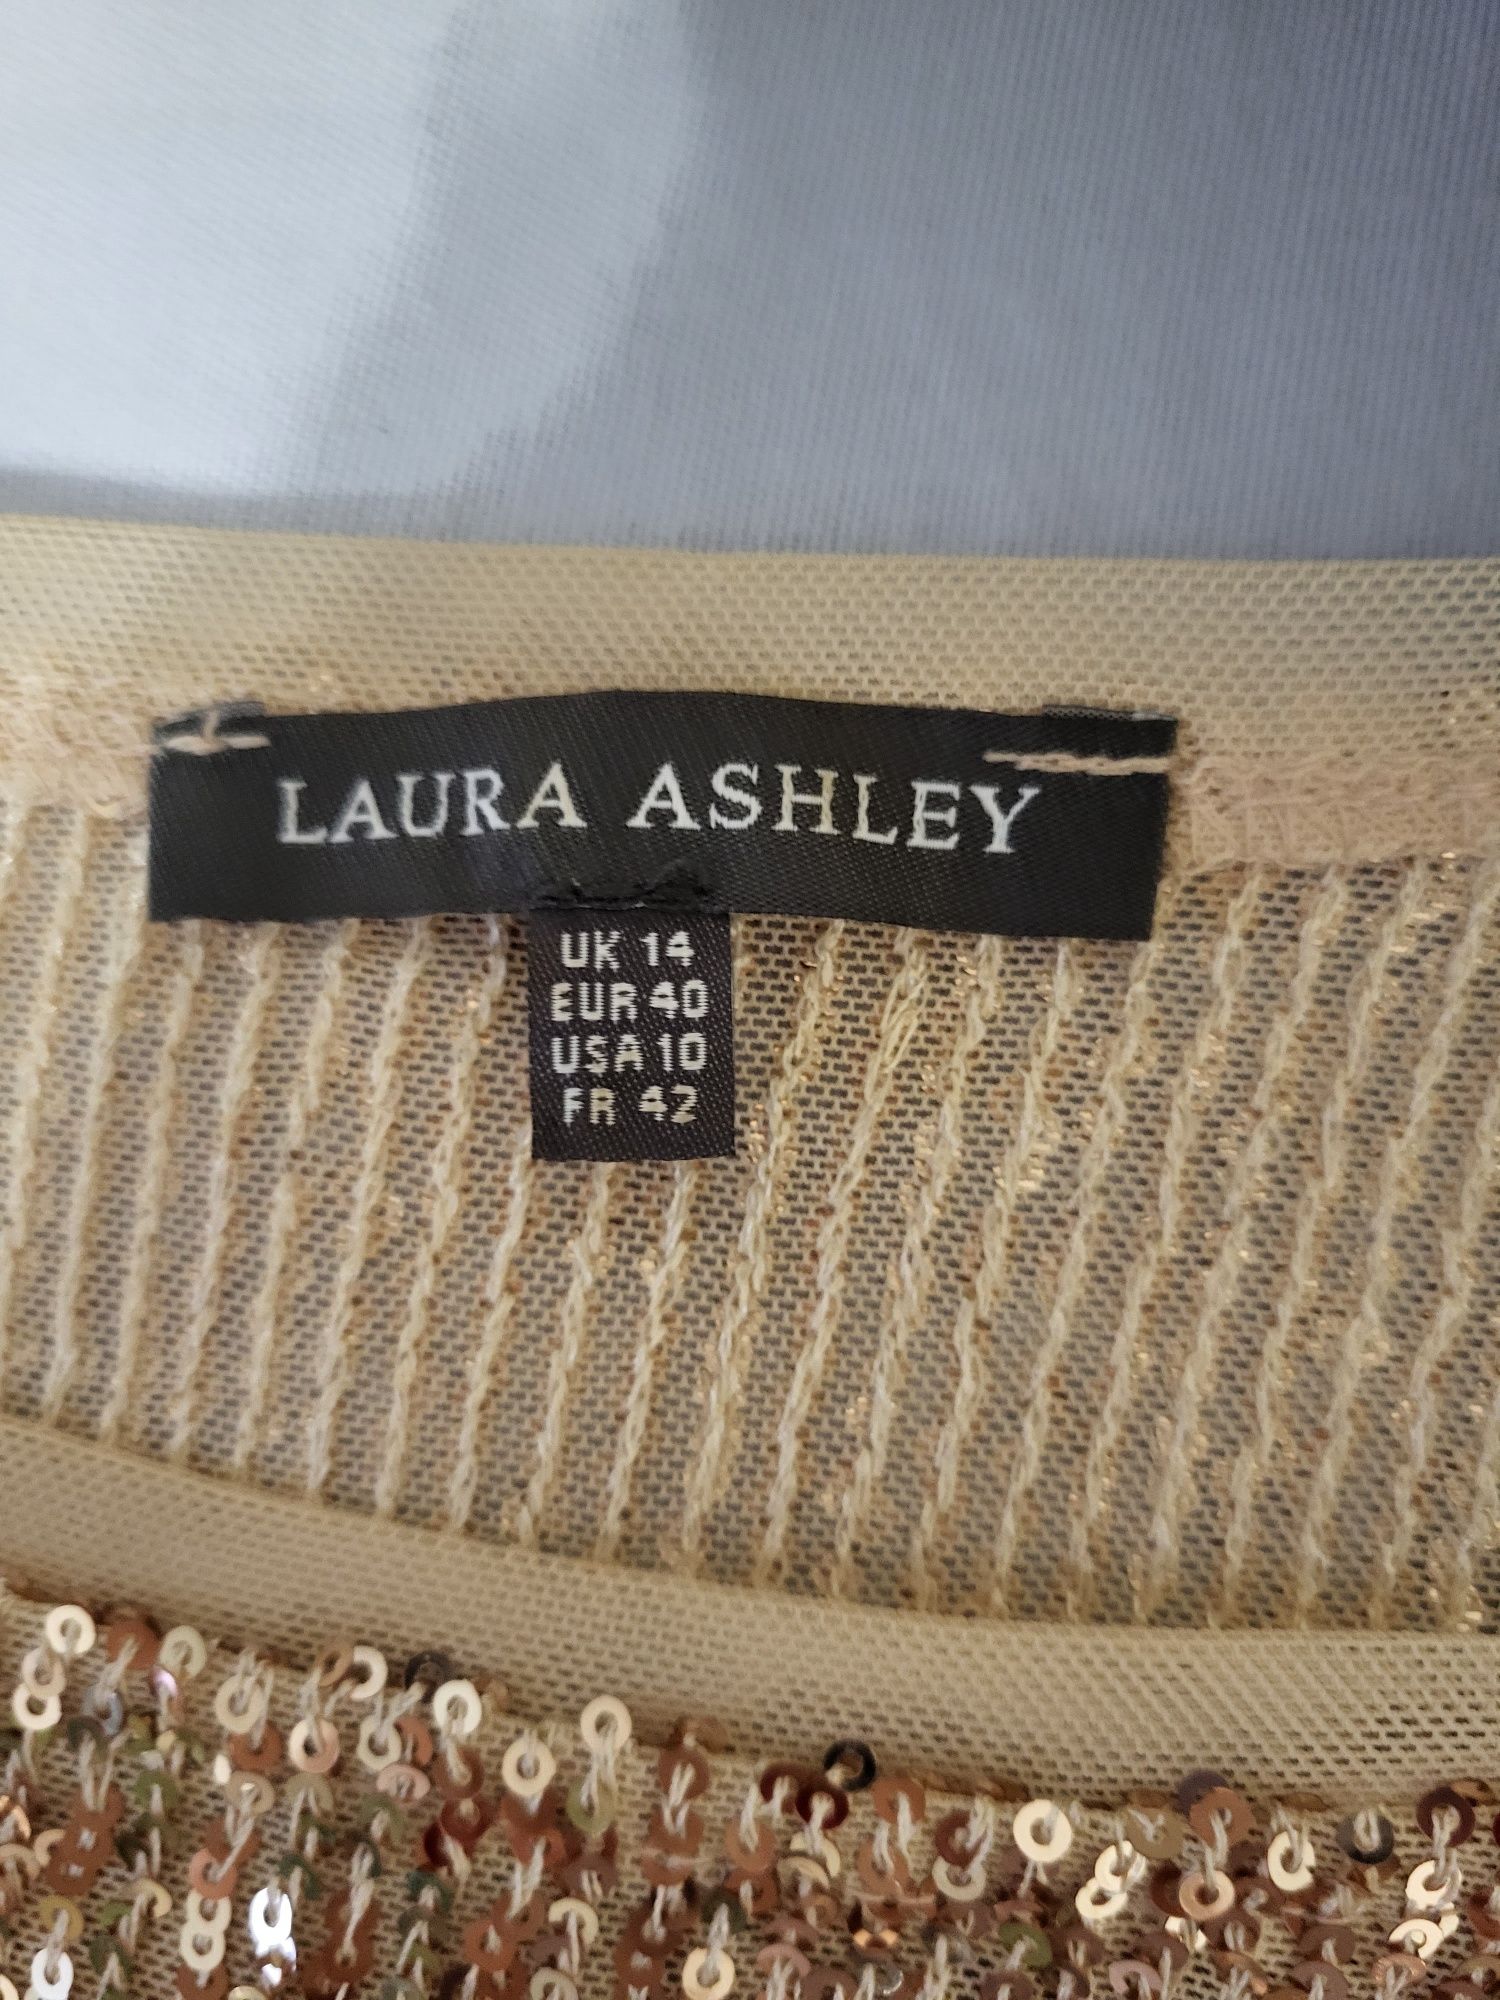 LAURA ASHLEY
UK 14
EUR 40
USA 10
FR 42